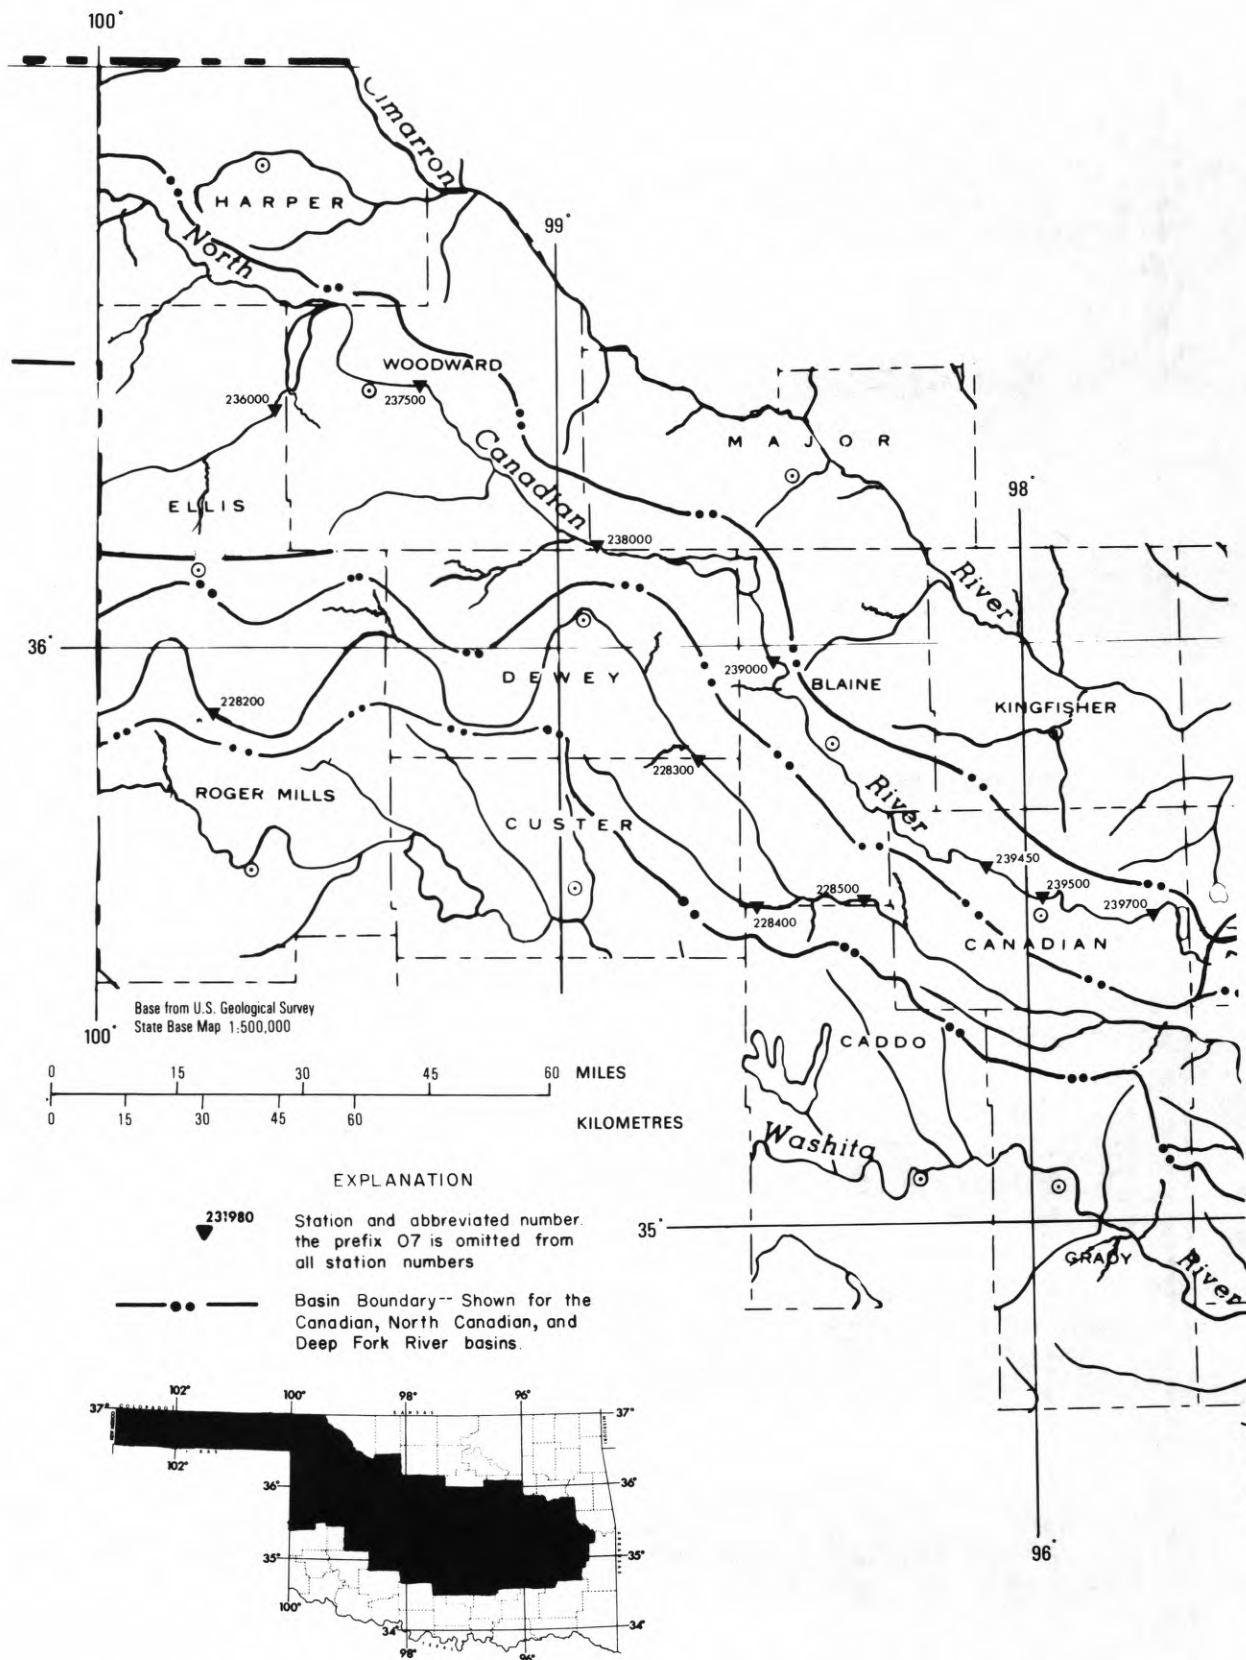 100°
Cimarron
HARPER
North
99°
WOODWARD
236000
237500
MAJOR
Canadian
98°
ELLIS
238000
River
36°
DEWEY
239000
BLAINE
KINGFISHER
228200
228300
ROGER MILLS
River
CUSTER
239450
228500
239500
239700
228400
CANADIAN
Base from U.S. Geological Survey
State Base Map 1:500,000
100°
CADDO
0 15 30 45 60 MILES
0 15 30 45 60 KILOMETRES
Washita
EXPLANATION
231980
Station and abbreviated number.
the prefix 07 is omitted from
all station numbers
35°
GRADY
River
Basin Boundary-- Shown for the
Canadian, North Canadian, and
Deep Fork River basins.
102° 100° 98° 96°
37° COLORADO KANSAS 37°
102°
36° 36°
35° 35°
100°
34° 34°
98° 96°
96°